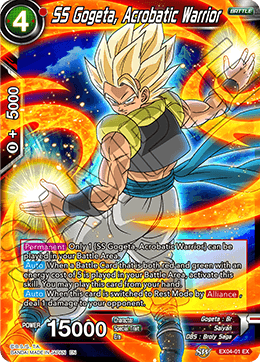 4
SS Gogeta, Acrobatic Warrior
BATTLE
+ 5000
Permanent Only 1 {SS Gogeta, Acrobatic Warrior} can be
played in your Battle Area.
Auto When a Battle Card that is both red and green with an
energy cost of 5 is played in your Battle Area, activate this
skill. You may play this card from your hand.
Auto When this card is switched to Rest Mode by Alliance,
deal 1 damage to your opponent.
POWER 15000
Character Gogeta : Br
Special Trait Saiyan
Era DBS : Broly Saga
EX04-01 EX